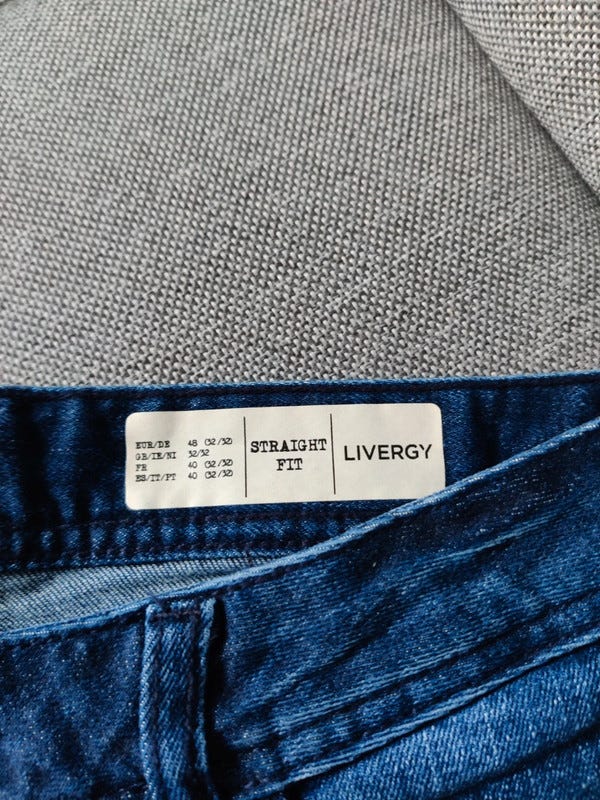 EUR/DE 48 (32/32)
GB/IE/NI 32/32
FR 40 (32/32)
ES/IT/PT 40 (32/32)
STRAIGHT
FIT
LIVERGY